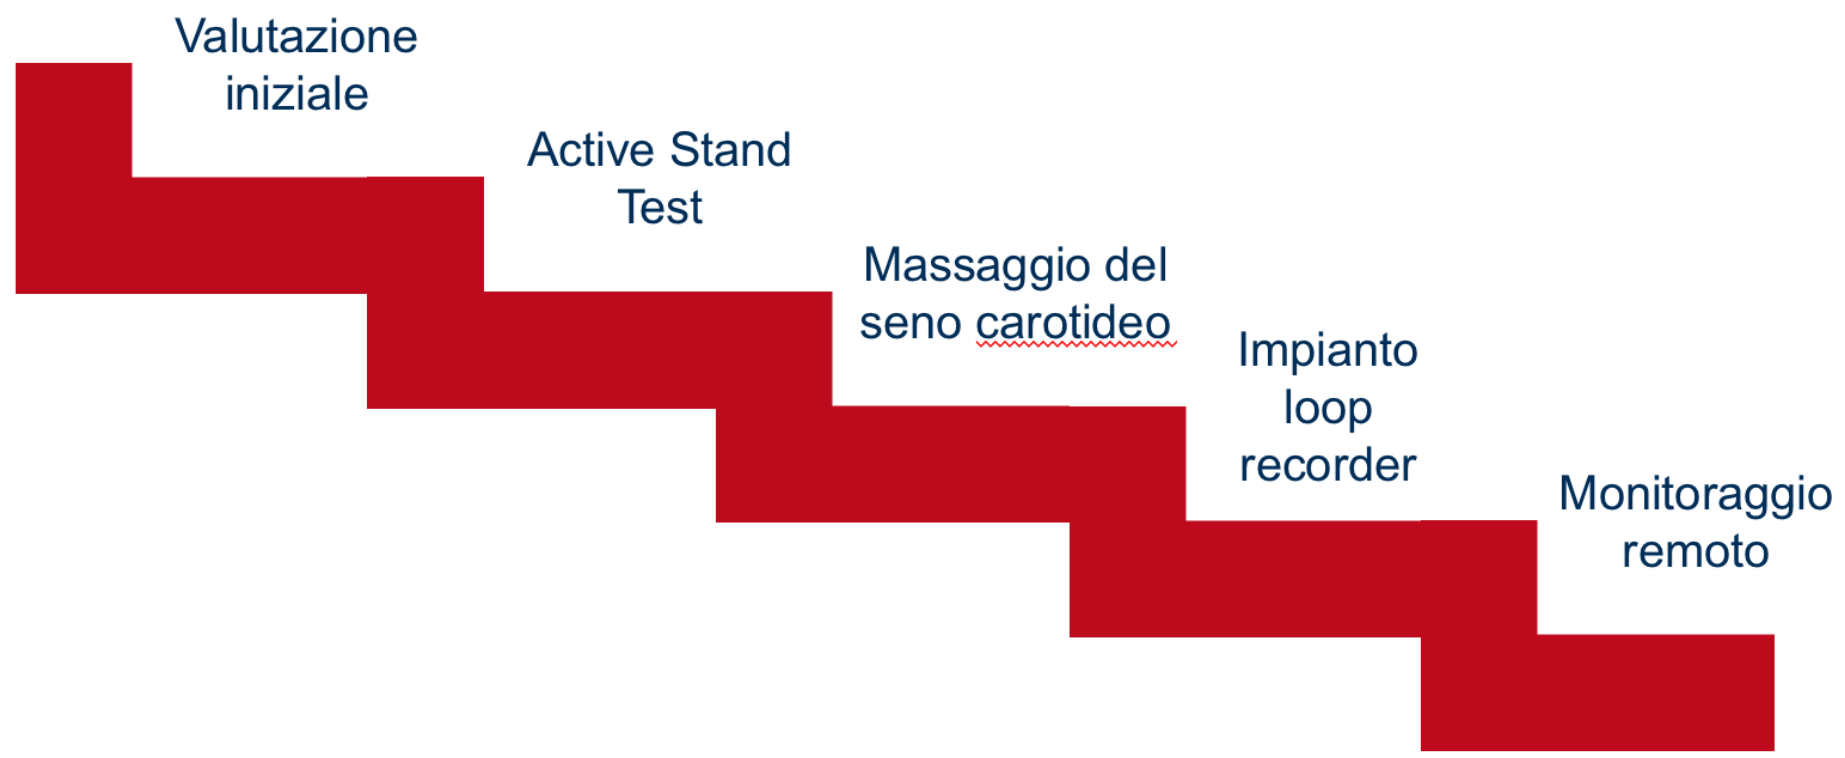 Valutazione
iniziale
Active Stand
Test
Massaggio del
seno carotideo
Impianto
loop
recorder
Monitoraggio
remoto